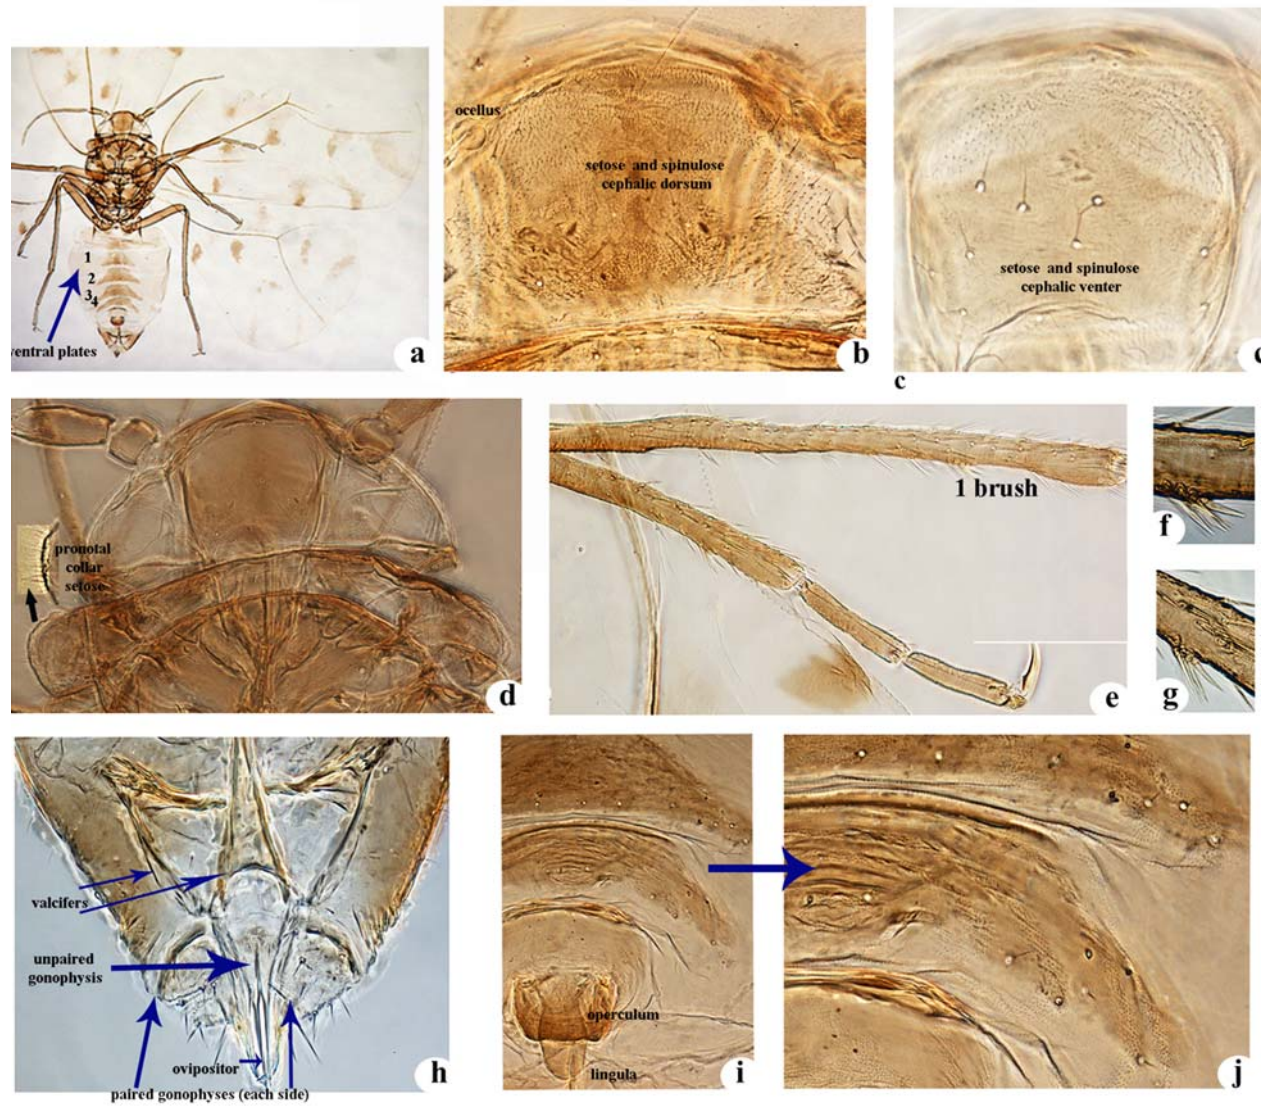 1
2
3
4
ventral plates
a
ocellus
setose and spinulose
cephalic dorsum
b
setose and spinulose
cephalic venter
c
c
pronotal
collar
setose
d
1 brush
e
f
g
valcifers
unpaired
gonophysis
ovipositor
paired gonophyses (each side)
h
operculum
lingula
i
j